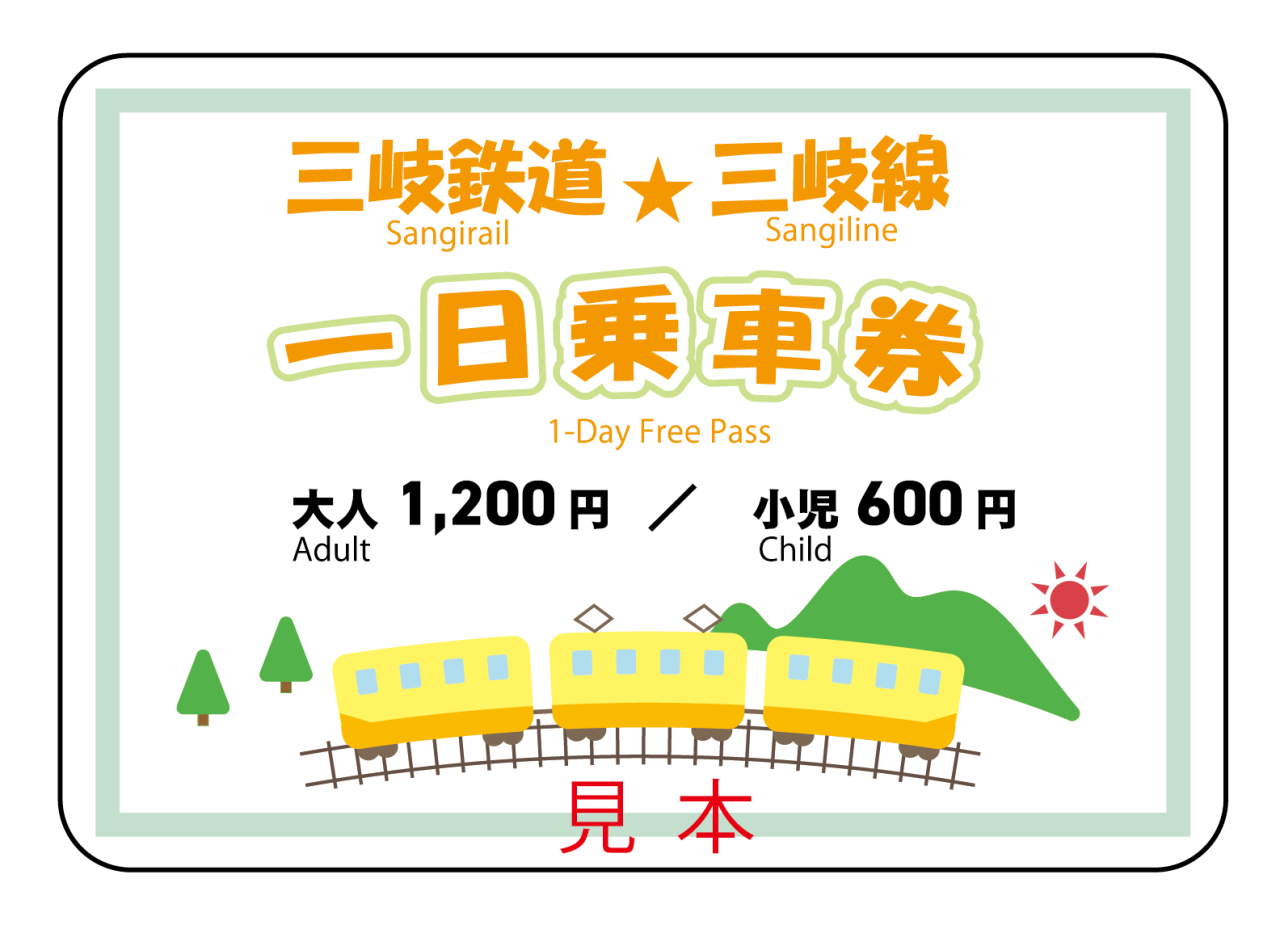 三岐鉄道★三岐線
Sangirail Sangiline
一日乗車券
1-Day Free Pass
大人 1,200円 ／ 小児 600円
Adult Child
見本